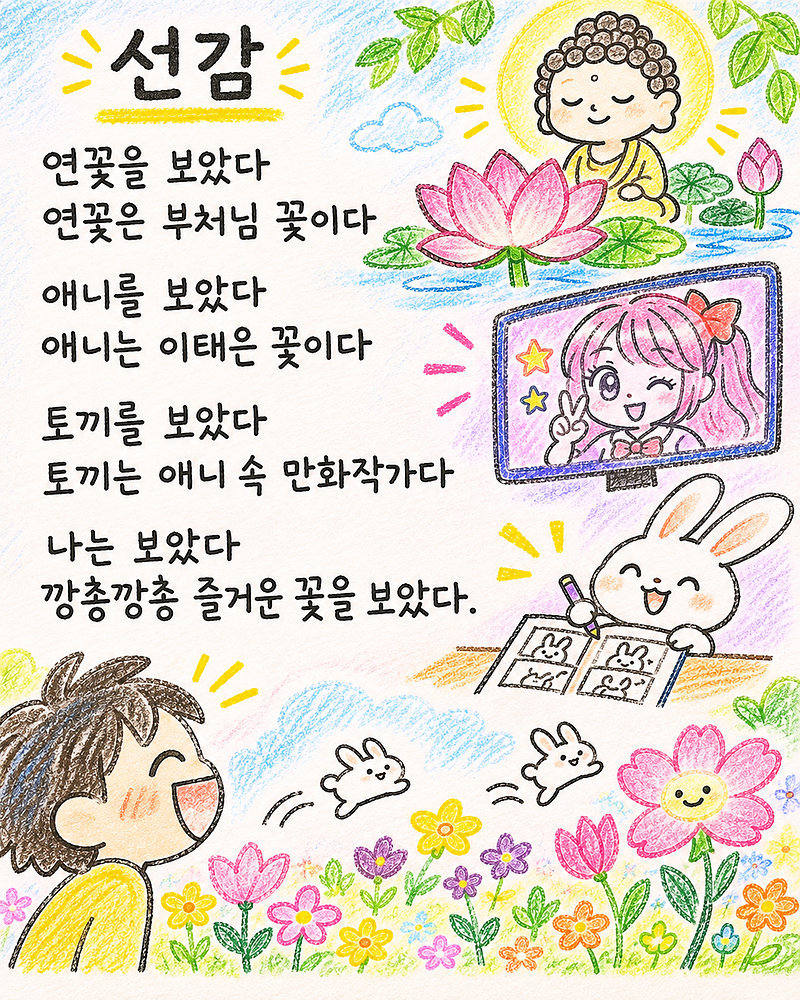 선감
연꽃을 보았다
연꽃은 부처님 꽃이다
애니를 보았다
애니는 이태은 꽃이다
토끼를 보았다
토끼는 애니 속 만화작가다
나는 보았다
깡총깡총 즐거운 꽃을 보았다.